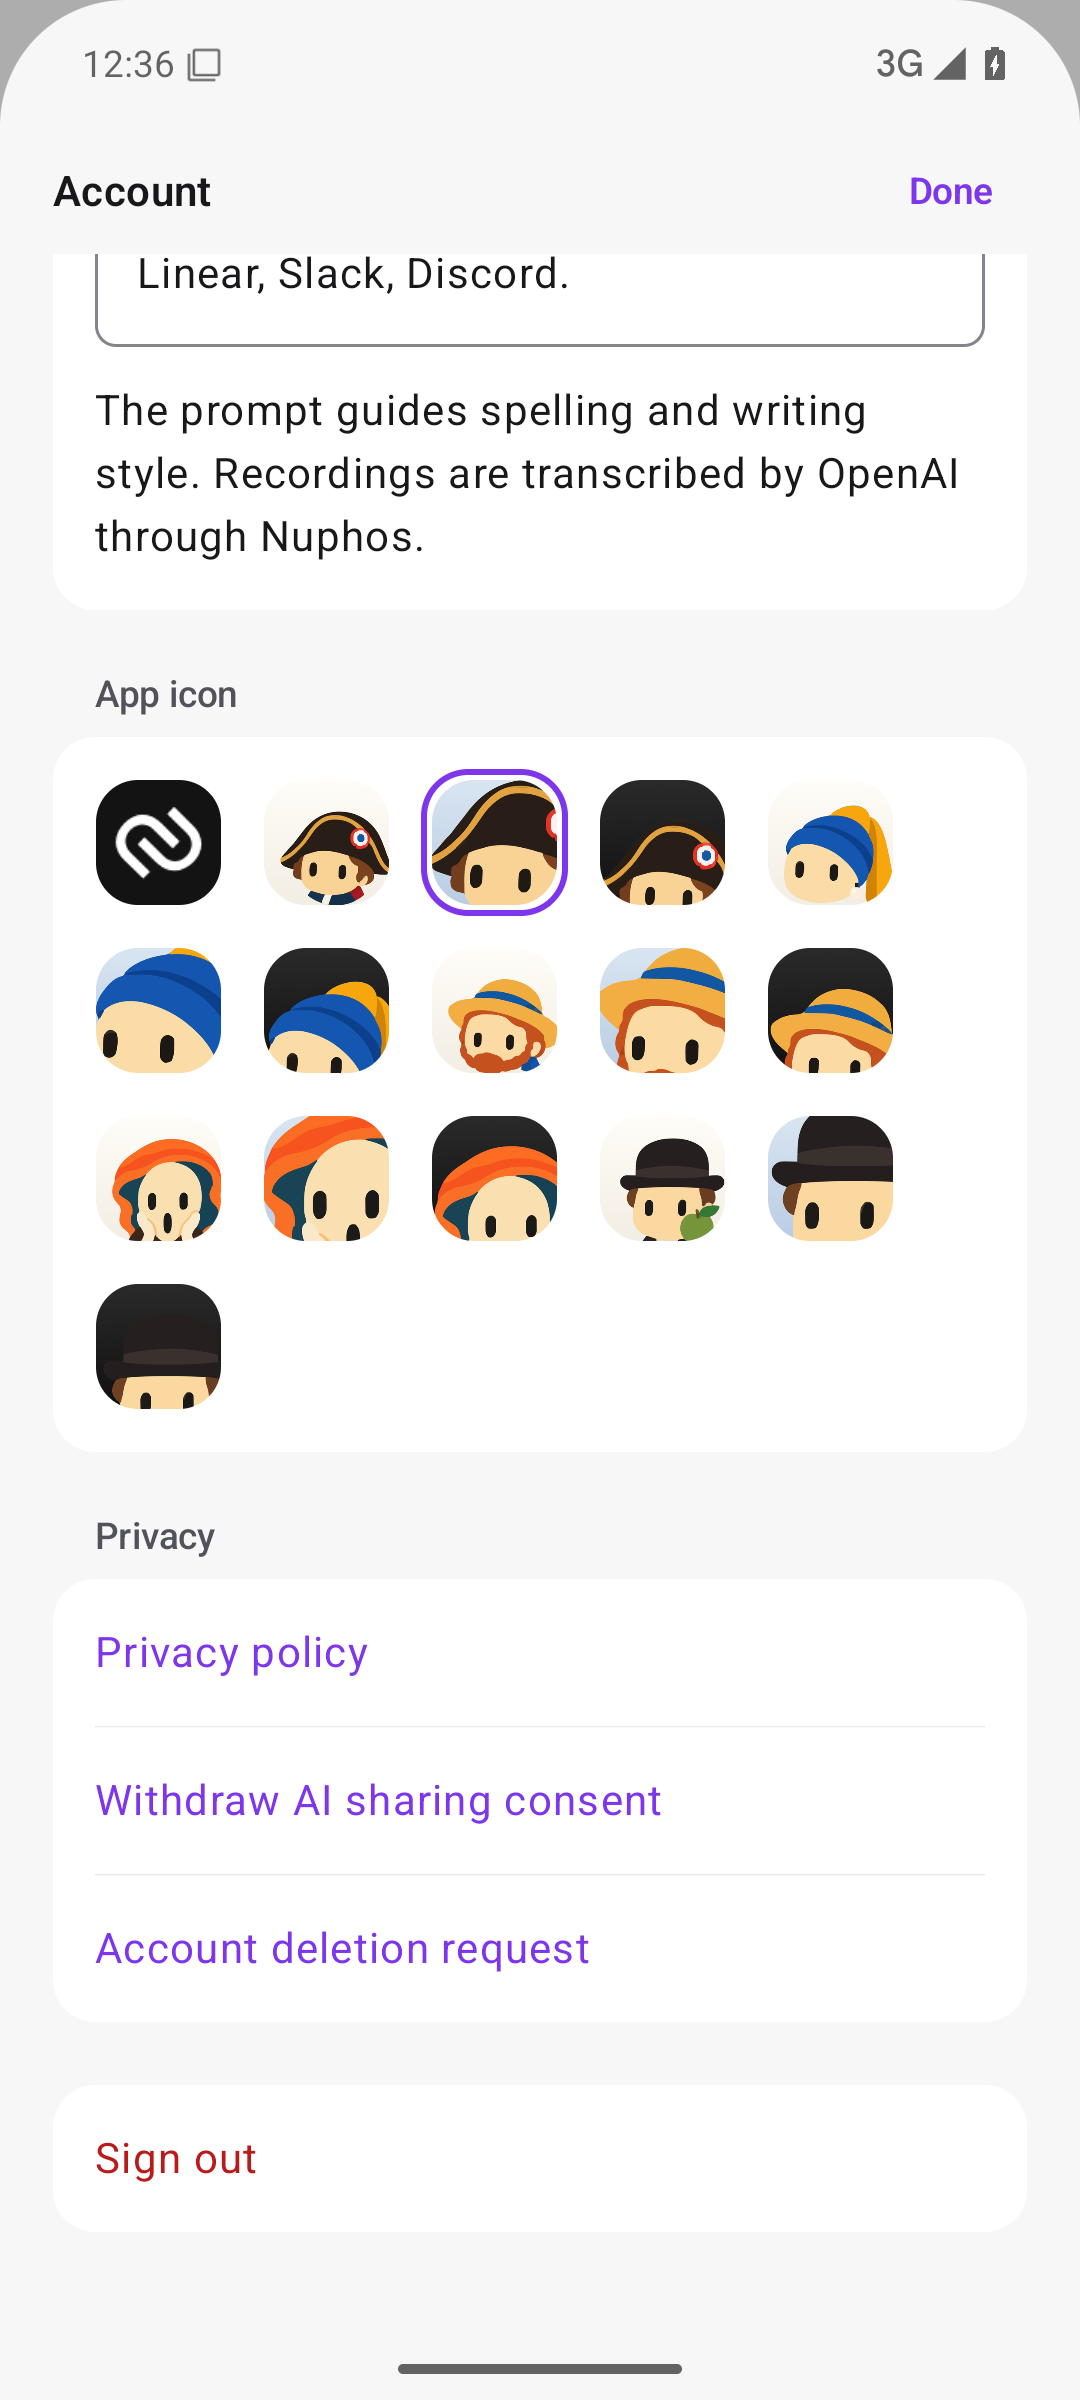 12:36
3G
Account
Done
Linear, Slack, Discord.
The prompt guides spelling and writing
style. Recordings are transcribed by OpenAI
through Nuphos.
App icon
Privacy
Privacy policy
Withdraw AI sharing consent
Account deletion request
Sign out